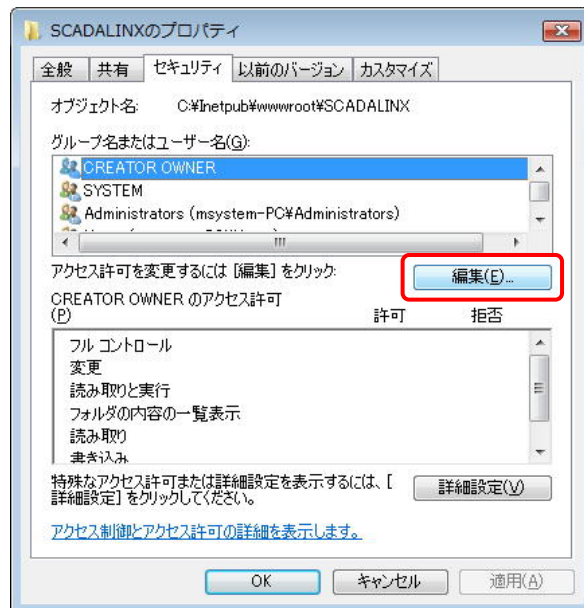 SCADALINXのプロパティ
全般 共有 セキュリティ 以前のバージョン カスタマイズ
オブジェクト名: C:¥Inetpub¥wwwroot¥SCADALINX
グループ名またはユーザー名(G):
CREATOR OWNER
SYSTEM
Administrators (msystem-PC¥Administrators)
アクセス許可を変更するには [編集] をクリック: 編集(E)...
CREATOR OWNER のアクセス許可
(P) 許可 拒否
フル コントロール
変更
読み取りと実行
フォルダの内容の一覧表示
読み取り
書き込み
特殊なアクセス許可または詳細設定を表示するには、[
詳細設定] をクリックしてください。 詳細設定(V)
アクセス制御とアクセス許可の詳細を表示します。
OK キャンセル 適用(A)